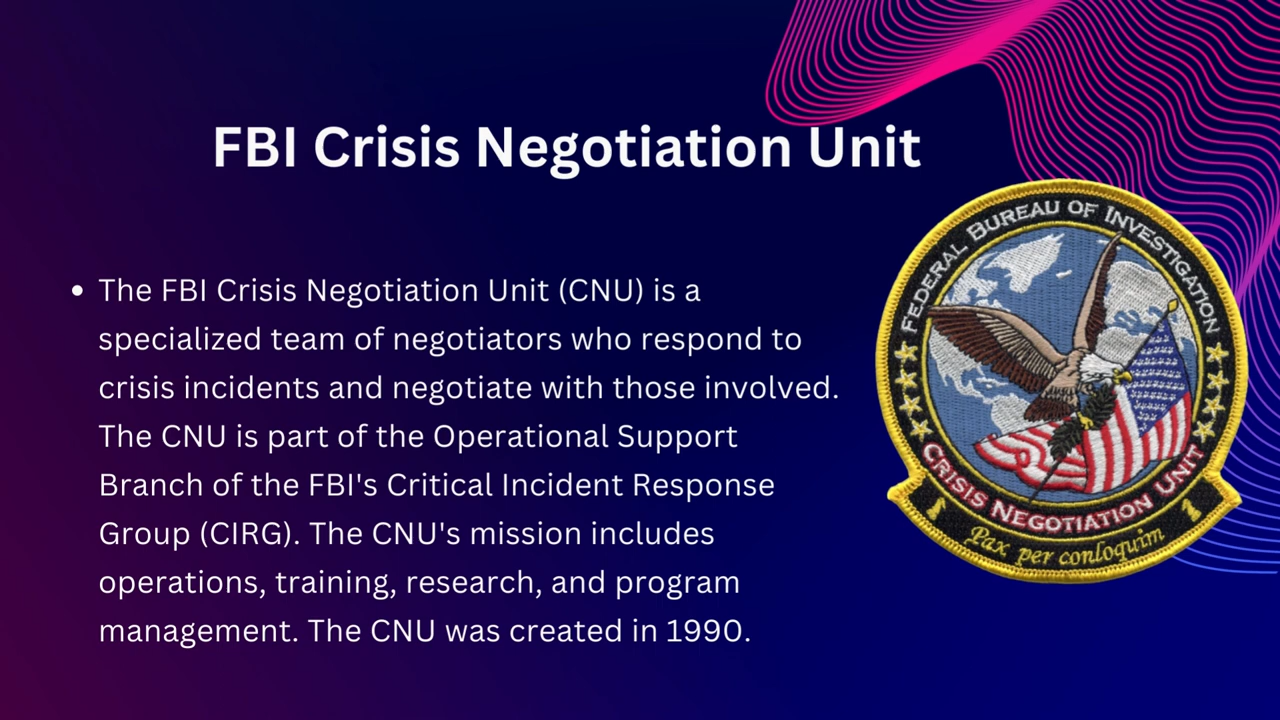 FBI Crisis Negotiation Unit
• The FBI Crisis Negotiation Unit (CNU) is a
specialized team of negotiators who respond to
crisis incidents and negotiate with those involved.
The CNU is part of the Operational Support
Branch of the FBI's Critical Incident Response
Group (CIRG). The CNU's mission includes
operations, training, research, and program
management. The CNU was created in 1990.
FEDERAL BUREAU OF INVESTIGATION
CRISIS NEGOTIATION UNIT
Pax per conloquim